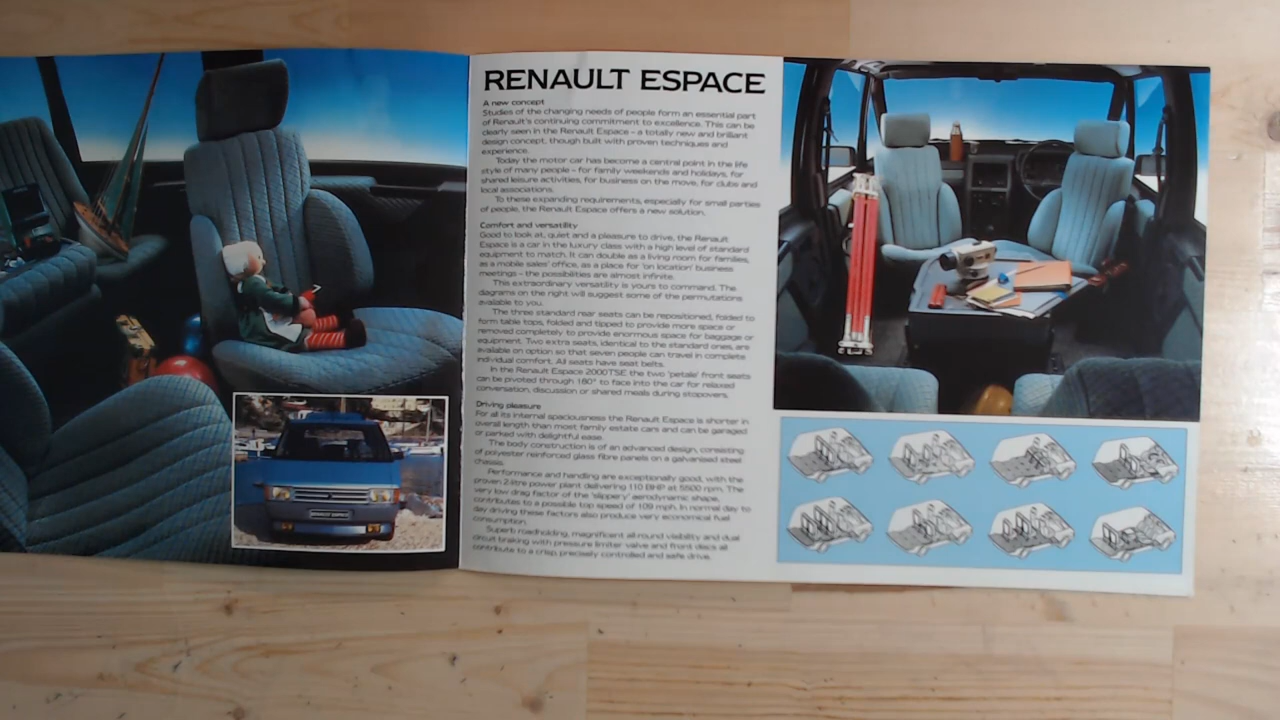 RENAULT ESPACE
A new concept
Studies of the changing needs of people form an essential part
of Renault's continuing commitment to excellence. This can be
clearly seen in the Renault Espace – a totally new and brilliant
design concept, though built with proven techniques and
experience.
Today the motor car has become a central point in the life
style of many people – for family weekends and holidays, for
shared leisure activities, for business on the move, for clubs and
local associations.
To these expanding requirements, especially for small parties
of people, the Renault Espace offers a new solution.
Comfort and versatility
Good to look at, quiet and a pleasure to drive, the Renault
Espace is a car in the luxury class with a high level of standard
equipment to match. It can double as a living room for families,
as a mobile sales' office, as a place for 'on location' business
meetings – the possibilities are almost infinite.
This extraordinary versatility is yours to command. The
diagrams on the right will suggest some of the permutations
available to you.
The three standard rear seats can be repositioned, folded to
form table tops, folded and tipped to provide more space or
removed completely to provide enormous space for baggage or
equipment. Two extra seats, identical to the standard ones, are
available on option so that seven people can travel in complete
individual comfort. All seats have seat belts.
In the Renault Espace 2000TSE the two 'petale' front seats
can be pivoted through 180° to face into the car for relaxed
conversation, discussion or shared meals during stopovers.
Driving pleasure
For all its internal spaciousness the Renault Espace is shorter in
overall length than most family estate cars and can be garaged
or parked with delightful ease.
The body construction is of an advanced design, consisting
of polyester reinforced glass fibre panels on a galvanised steel
chassis.
Performance and handling are exceptionally good, with the
proven 2-litre power plant delivering 110 BHP at 5500 rpm. The
very low drag factor of the 'slippery' aerodynamic shape,
contributes to a possible top speed of 109 mph. In normal day to
day driving these factors also produce very economical fuel
consumption.
Superb roadholding, magnificent all round visibility and dual
circuit braking with pressure limiter valve and front discs all
contribute to a crisp, precisely controlled and safe drive.
RENAULT ESPACE